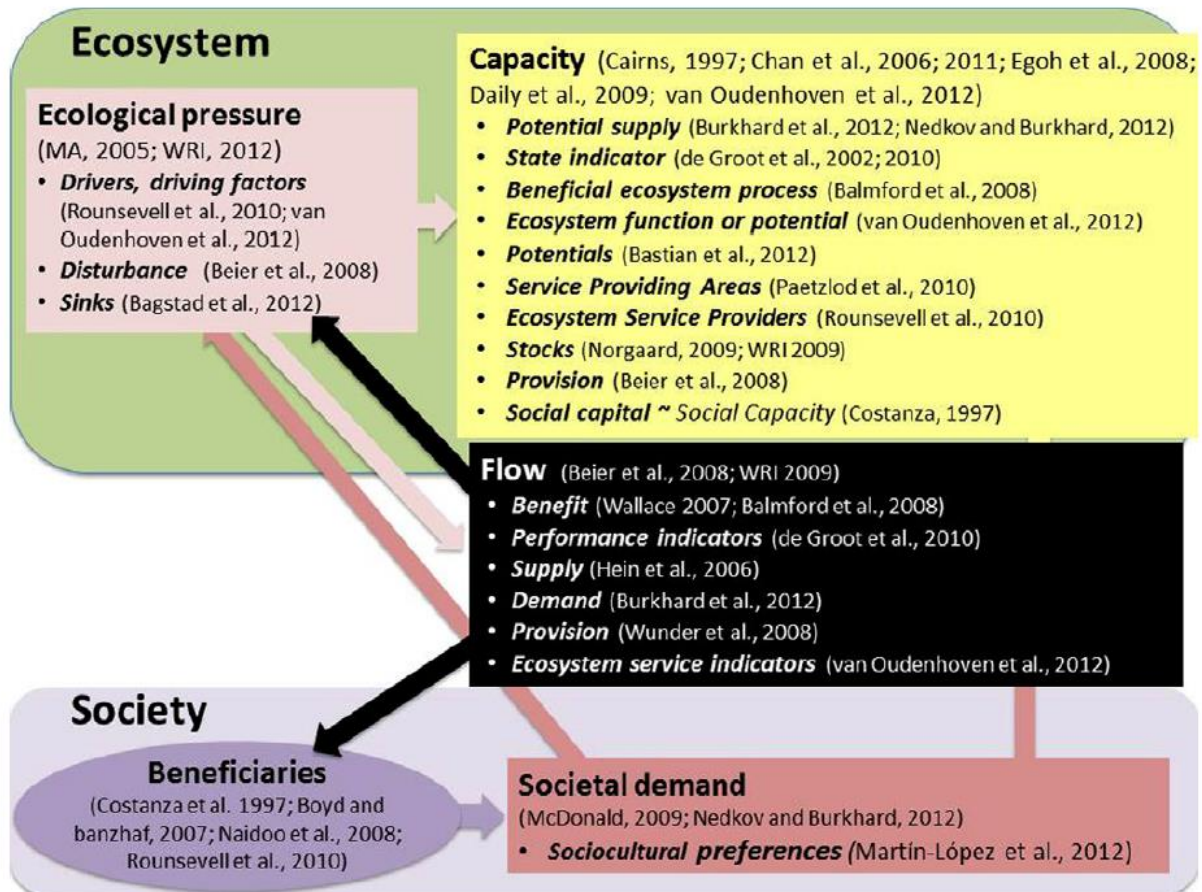 Ecosystem
Ecological pressure
(MA, 2005; WRI, 2012)
• Drivers, driving factors
(Rounsevell et al., 2010; van
Oudenhoven et al., 2012)
• Disturbance (Beier et al., 2008)
• Sinks (Bagstad et al., 2012)
Capacity (Cairns, 1997; Chan et al., 2006; 2011; Egoh et al., 2008;
Daily et al., 2009; van Oudenhoven et al., 2012)
• Potential supply (Burkhard et al., 2012; Nedkov and Burkhard, 2012)
• State indicator (de Groot et al., 2002; 2010)
• Beneficial ecosystem process (Balmford et al., 2008)
• Ecosystem function or potential (van Oudenhoven et al., 2012)
• Potentials (Bastian et al., 2012)
• Service Providing Areas (Paetzlod et al., 2010)
• Ecosystem Service Providers (Rounsevell et al., 2010)
• Stocks (Norgaard, 2009; WRI 2009)
• Provision (Beier et al., 2008)
• Social capital ~ Social Capacity (Costanza, 1997)
Flow (Beier et al., 2008; WRI 2009)
• Benefit (Wallace 2007; Balmford et al., 2008)
• Performance indicators (de Groot et al., 2010)
• Supply (Hein et al., 2006)
• Demand (Burkhard et al., 2012)
• Provision (Wunder et al., 2008)
• Ecosystem service indicators (van Oudenhoven et al., 2012)
Society
Beneficiaries
(Costanza et al. 1997; Boyd and
banzhaf, 2007; Naidoo et al., 2008;
Rounsevell et al., 2010)
Societal demand
(McDonald, 2009; Nedkov and Burkhard, 2012)
• Sociocultural preferences (Martín-López et al., 2012)